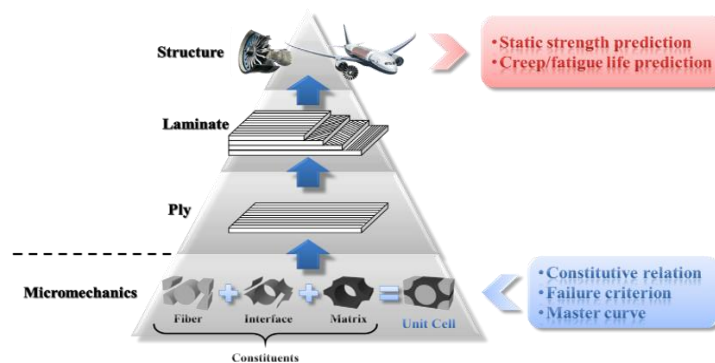 Structure
• Static strength prediction
• Creep/fatigue life prediction
Laminate
Ply
Micromechanics
Fiber
Interface
Matrix
Unit Cell
Constituents
• Constitutive relation
• Failure criterion
• Master curve